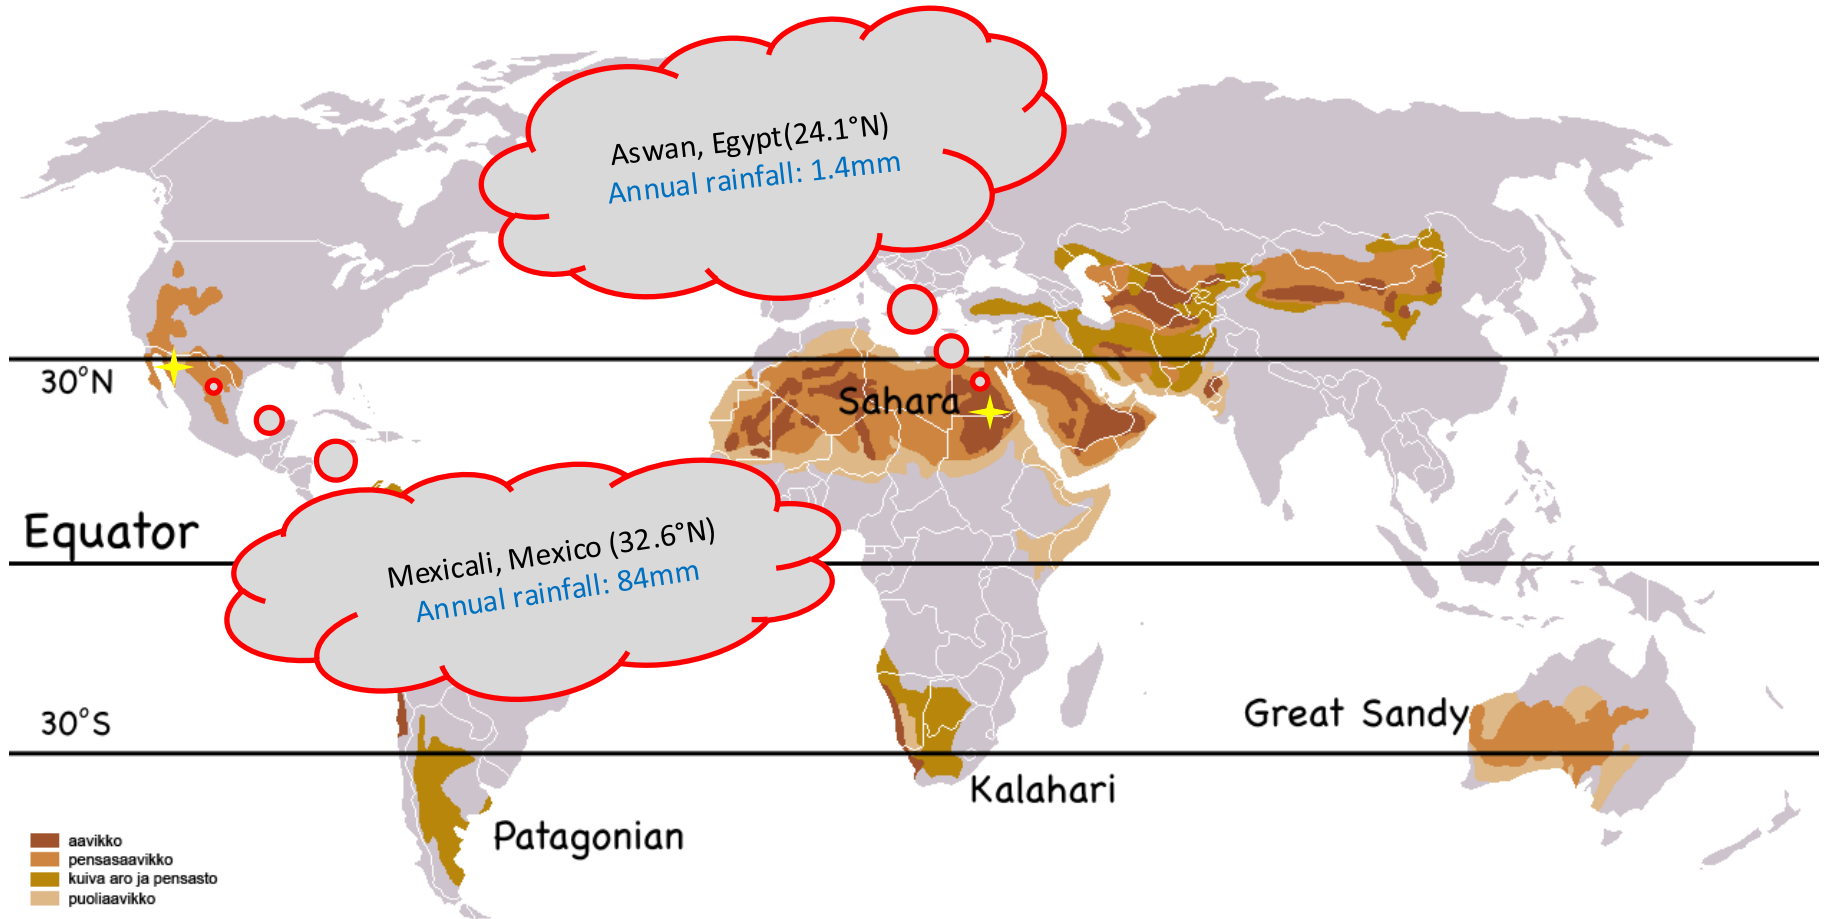 Aswan, Egypt(24.1°N)
Annual rainfall: 1.4mm
30°N
Sahara
Equator
Mexicali, Mexico (32.6°N)
Annual rainfall: 84mm
30°S
Great Sandy
Kalahari
Patagonian
aavikko
pensasaavikko
kuiva aro ja pensasto
puoliaavikko